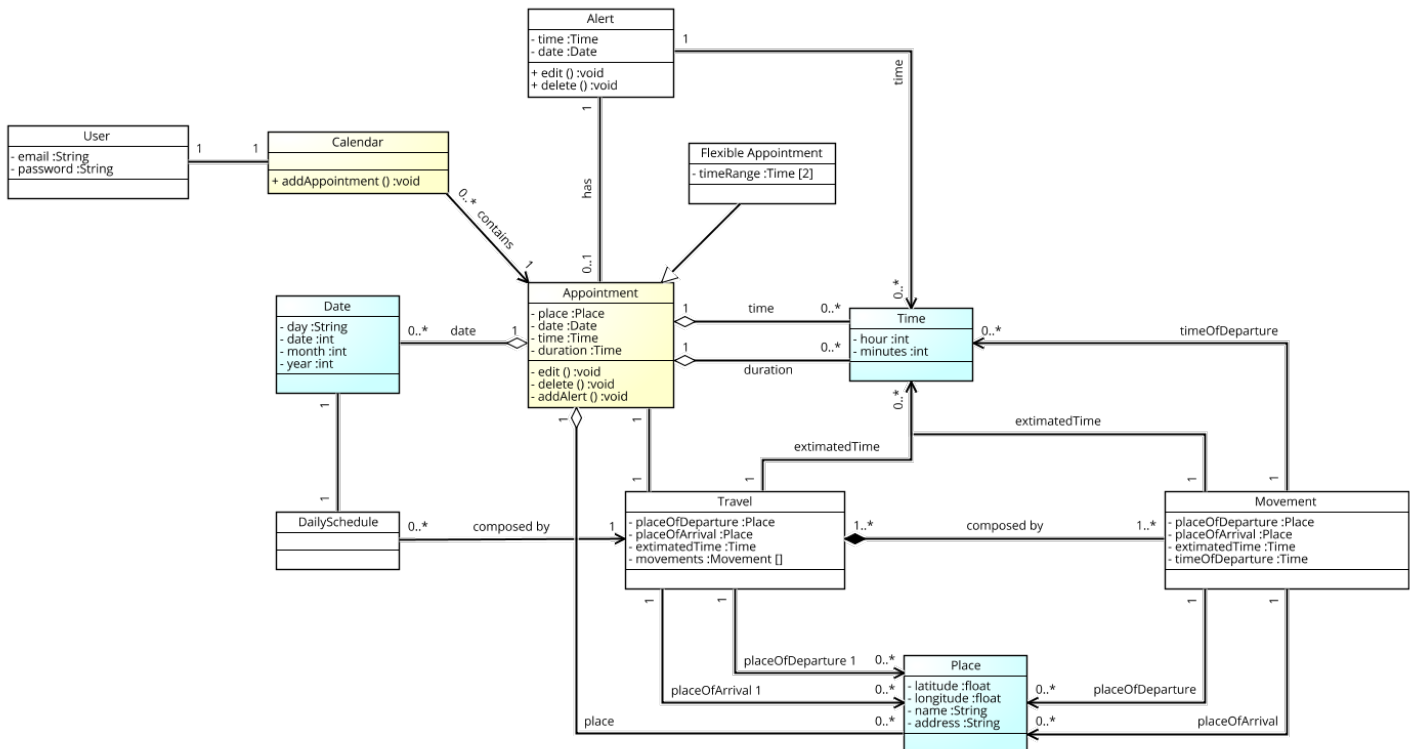 Alert
- time :Time
- date :Date
+ edit () :void
+ delete () :void
1
time
0..*
1
has
0..1
User
- email :String
- password :String
1
1
Calendar
+ addAppointment () :void
0..*
contains
1
Flexible Appointment
- timeRange :Time [2]
Date
- day :String
- date :int
- month :int
- year :int
0..*
date
1
Appointment
- place :Place
- date :Date
- time :Time
- duration :Time
- edit () :void
- delete () :void
- addAlert () :void
1
time
0..*
1
0..*
duration
Time
- hour :int
- minutes :int
0..*
timeOfDeparture
1
0..*
extimatedTime
1
extimatedTime
1
1
1
1
1
1
DailySchedule
0..*
composed by
1
Travel
- placeOfDeparture :Place
- placeOfArrival :Place
- extimatedTime :Time
- movements :Movement []
1..*
composed by
1..*
Movement
- placeOfDeparture :Place
- placeOfArrival :Place
- extimatedTime :Time
- timeOfDeparture :Time
1
1
1
1
placeOfDeparture 1
0..*
placeOfArrival 1
0..*
place
0..*
Place
- latitude :float
- longitude :float
- name :String
- address :String
0..*
placeOfDeparture
0..*
placeOfArrival